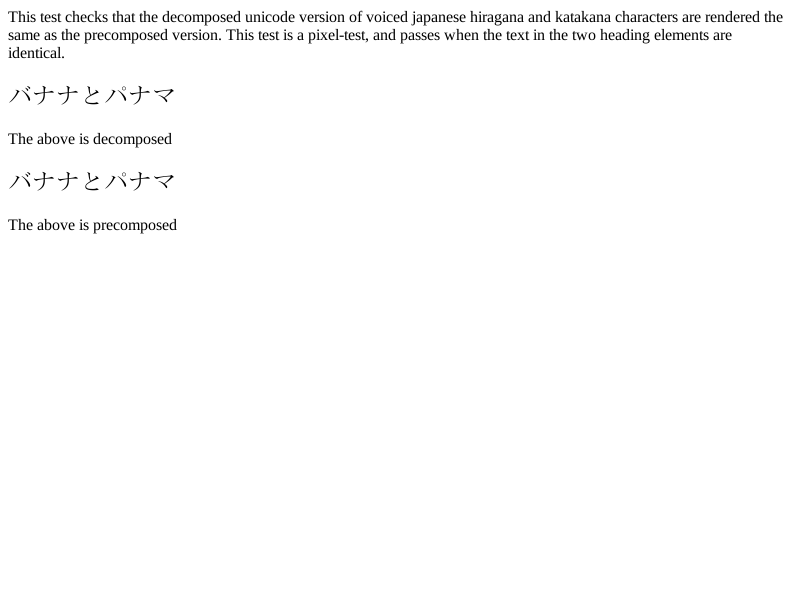 This test checks that the decomposed unicode version of voiced japanese hiragana and katakana characters are rendered the
same as the precomposed version. This test is a pixel-test, and passes when the text in the two heading elements are
identical.
バナナとパナマ
The above is decomposed
バナナとパナマ
The above is precomposed